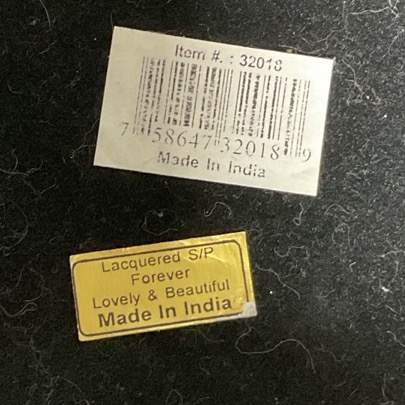 Item #. : 32018
7 58647 32018 9
Made In India
Lacquered S/P
Forever
Lovely & Beautiful
Made In India